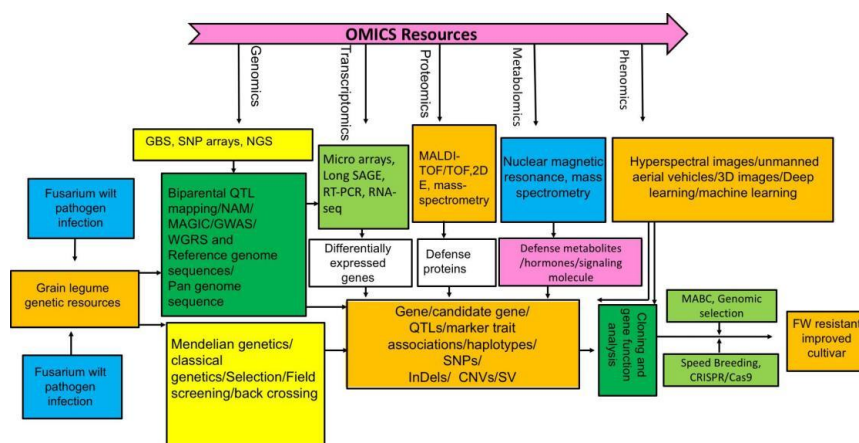 OMICS Resources
Genomics
Transcriptomics
Proteomics
Metabolomics
Phenomics
GBS, SNP arrays, NGS
Micro arrays,
Long SAGE,
RT-PCR, RNA-
seq
MALDI-
TOF/TOF,2D
E, mass-
spectrometry
Nuclear magnetic
resonance, mass
spectrometry
Hyperspectral images/unmanned
aerial vehicles/3D images/Deep
learning/machine learning
Fusarium wilt
pathogen
infection
Biparental QTL
mapping/NAM/
MAGIC/GWAS/
WGRS and
Reference genome
sequences/
Pan genome
sequence
Differentially
expressed
genes
Defense
proteins
Defense metabolites
/hormones/signaling
molecule
Grain legume
genetic resources
Gene/candidate gene/
QTLs/marker trait
associations/haplotypes/
SNPs/
InDels/ CNVs/SV
Cloning and
gene function
analysis
MABC, Genomic
selection
FW resistant
improved
cultivar
Mendelian genetics/
classical
genetics/Selection/Field
screening/back crossing
Fusarium wilt
pathogen
infection
Speed Breeding,
CRISPR/Cas9